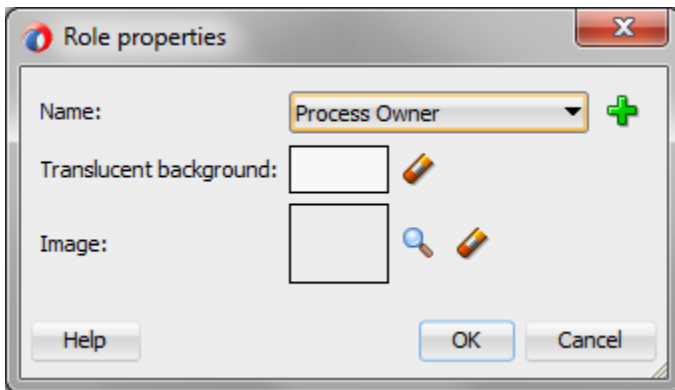 Role properties
Name:
Process Owner
Translucent background:
Image:
Help
OK
Cancel